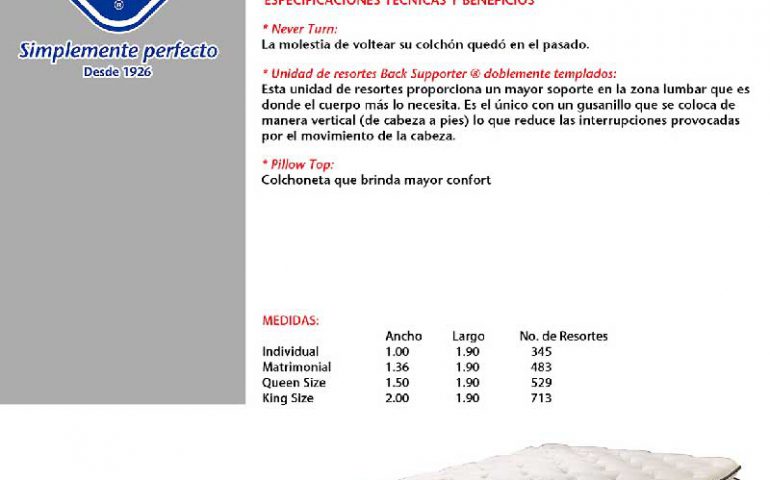 ®
Simplemente perfecto
Desde 1926
ESPECIFICACIONES TÉCNICAS Y BENEFICIOS
* Never Turn:
La molestia de voltear su colchón quedó en el pasado.
* Unidad de resortes Back Supporter ® doblemente templados:
Esta unidad de resortes proporciona un mayor soporte en la zona lumbar que es
donde el cuerpo más lo necesita. Es el único con un gusanillo que se coloca de
manera vertical (de cabeza a pies) lo que reduce las interrupciones provocadas
por el movimiento de la cabeza.
* Pillow Top:
Colchoneta que brinda mayor confort
MEDIDAS:
Ancho Largo No. de Resortes
Individual 1.00 1.90 345
Matrimonial 1.36 1.90 483
Queen Size 1.50 1.90 529
King Size 2.00 1.90 713